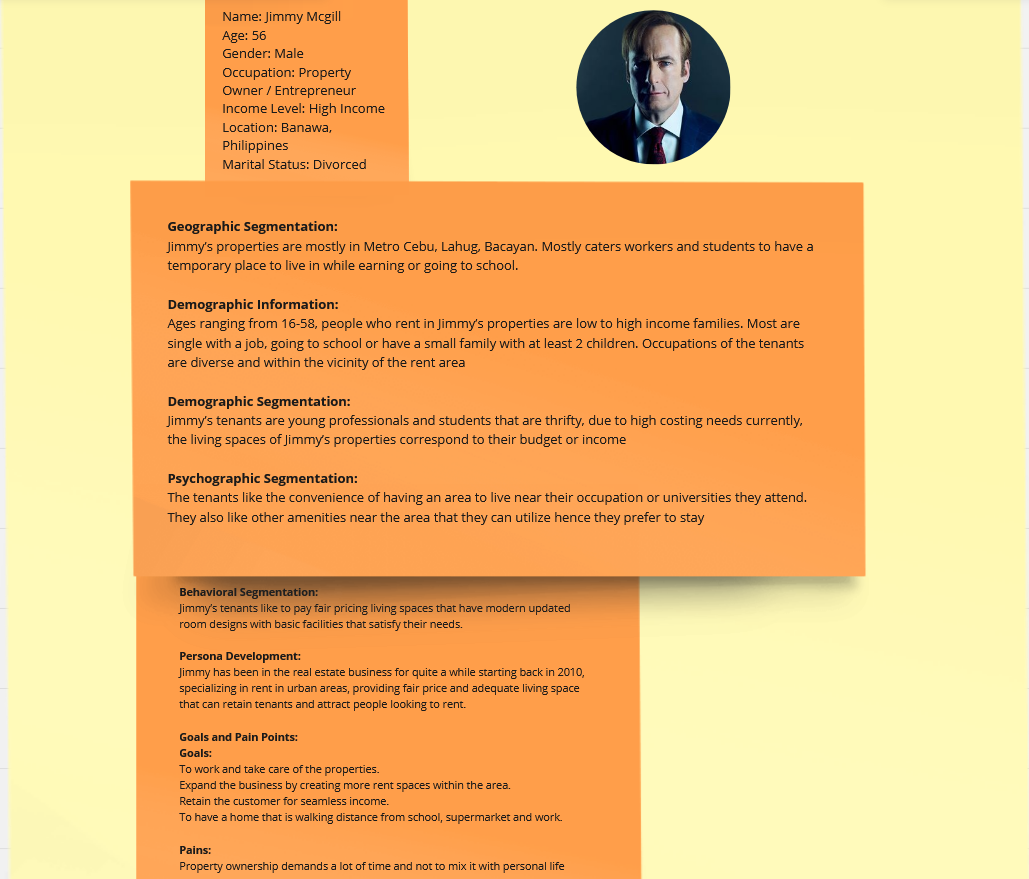 Name: Jimmy Mcgill
Age: 56
Gender: Male
Occupation: Property
Owner / Entrepreneur
Income Level: High Income
Location: Banawa,
Philippines
Marital Status: Divorced
Geographic Segmentation:
Jimmy's properties are mostly in Metro Cebu, Lahug, Bacayan. Mostly caters workers and students to have a
temporary place to live in while earning or going to school.
Demographic Information:
Ages ranging from 16-58, people who rent in Jimmy's properties are low to high income families. Most are
single with a job, going to school or have a small family with at least 2 children. Occupations of the tenants
are diverse and within the vicinity of the rent area
Demographic Segmentation:
Jimmy's tenants are young professionals and students that are thrifty, due to high costing needs currently,
the living spaces of Jimmy's properties correspond to their budget or income
Psychographic Segmentation:
The tenants like the convenience of having an area to live near their occupation or universities they attend.
They also like other amenities near the area that they can utilize hence they prefer to stay
Behavioral Segmentation:
Jimmy's tenants like to pay fair pricing living spaces that have modern updated
room designs with basic facilities that satisfy their needs.
Persona Development:
Jimmy has been in the real estate business for quite a while starting back in 2010,
specializing in rent in urban areas, providing fair price and adequate living space
that can retain tenants and attract people looking to rent.
Goals and Pain Points:
Goals:
To work and take care of the properties.
Expand the business by creating more rent spaces within the area.
Retain the customer for seamless income.
To have a home that is walking distance from school, supermarket and work.
Pains:
Property ownership demands a lot of time and not to mix it with personal life